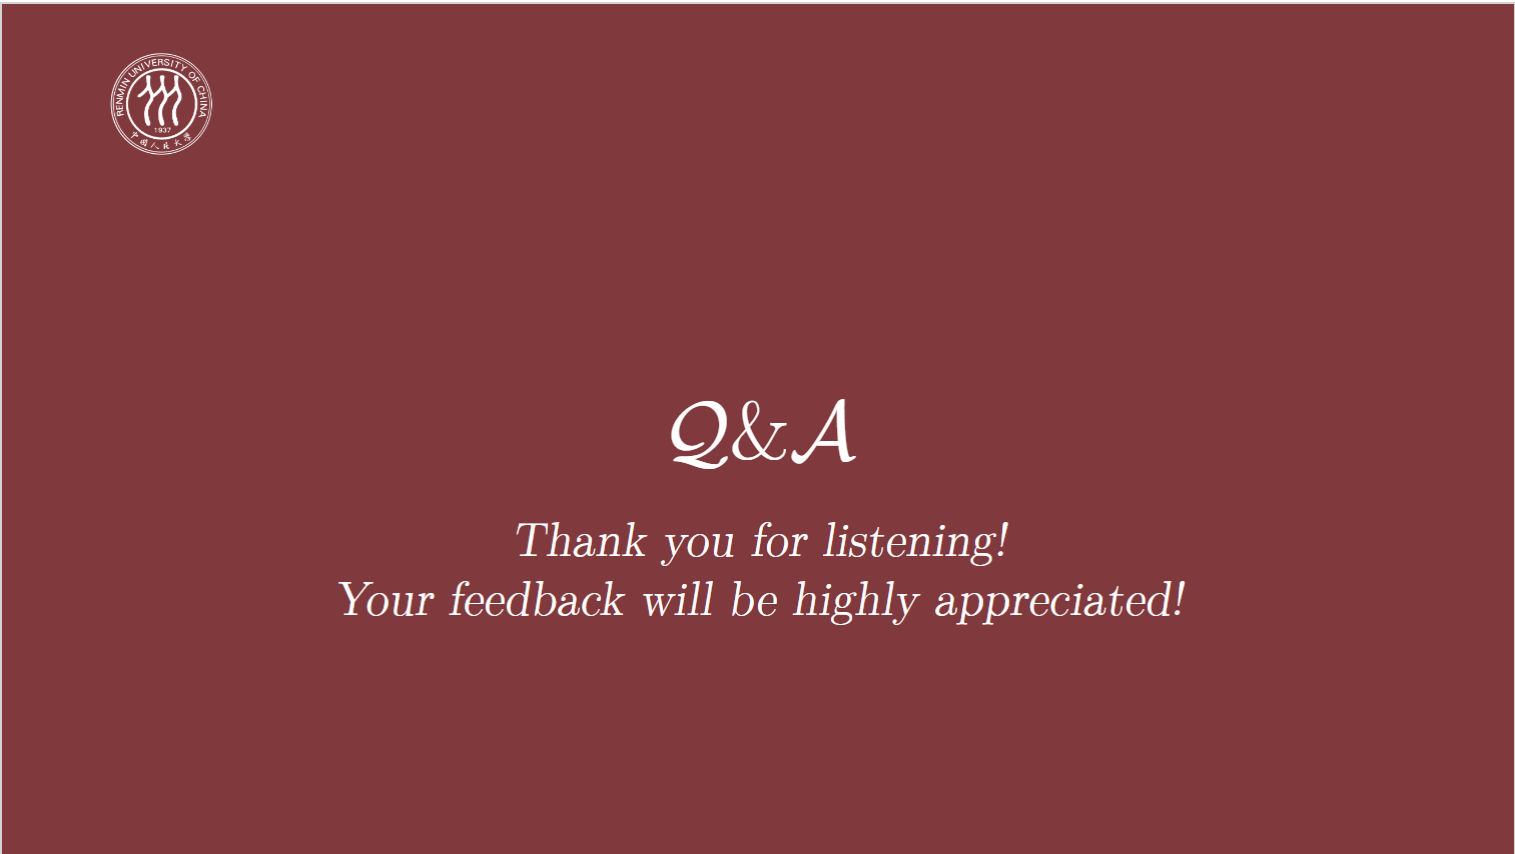 RENMIN UNIVERSITY OF CHINA
1937
中国人民大学
Q&A
Thank you for listening!
Your feedback will be highly appreciated!